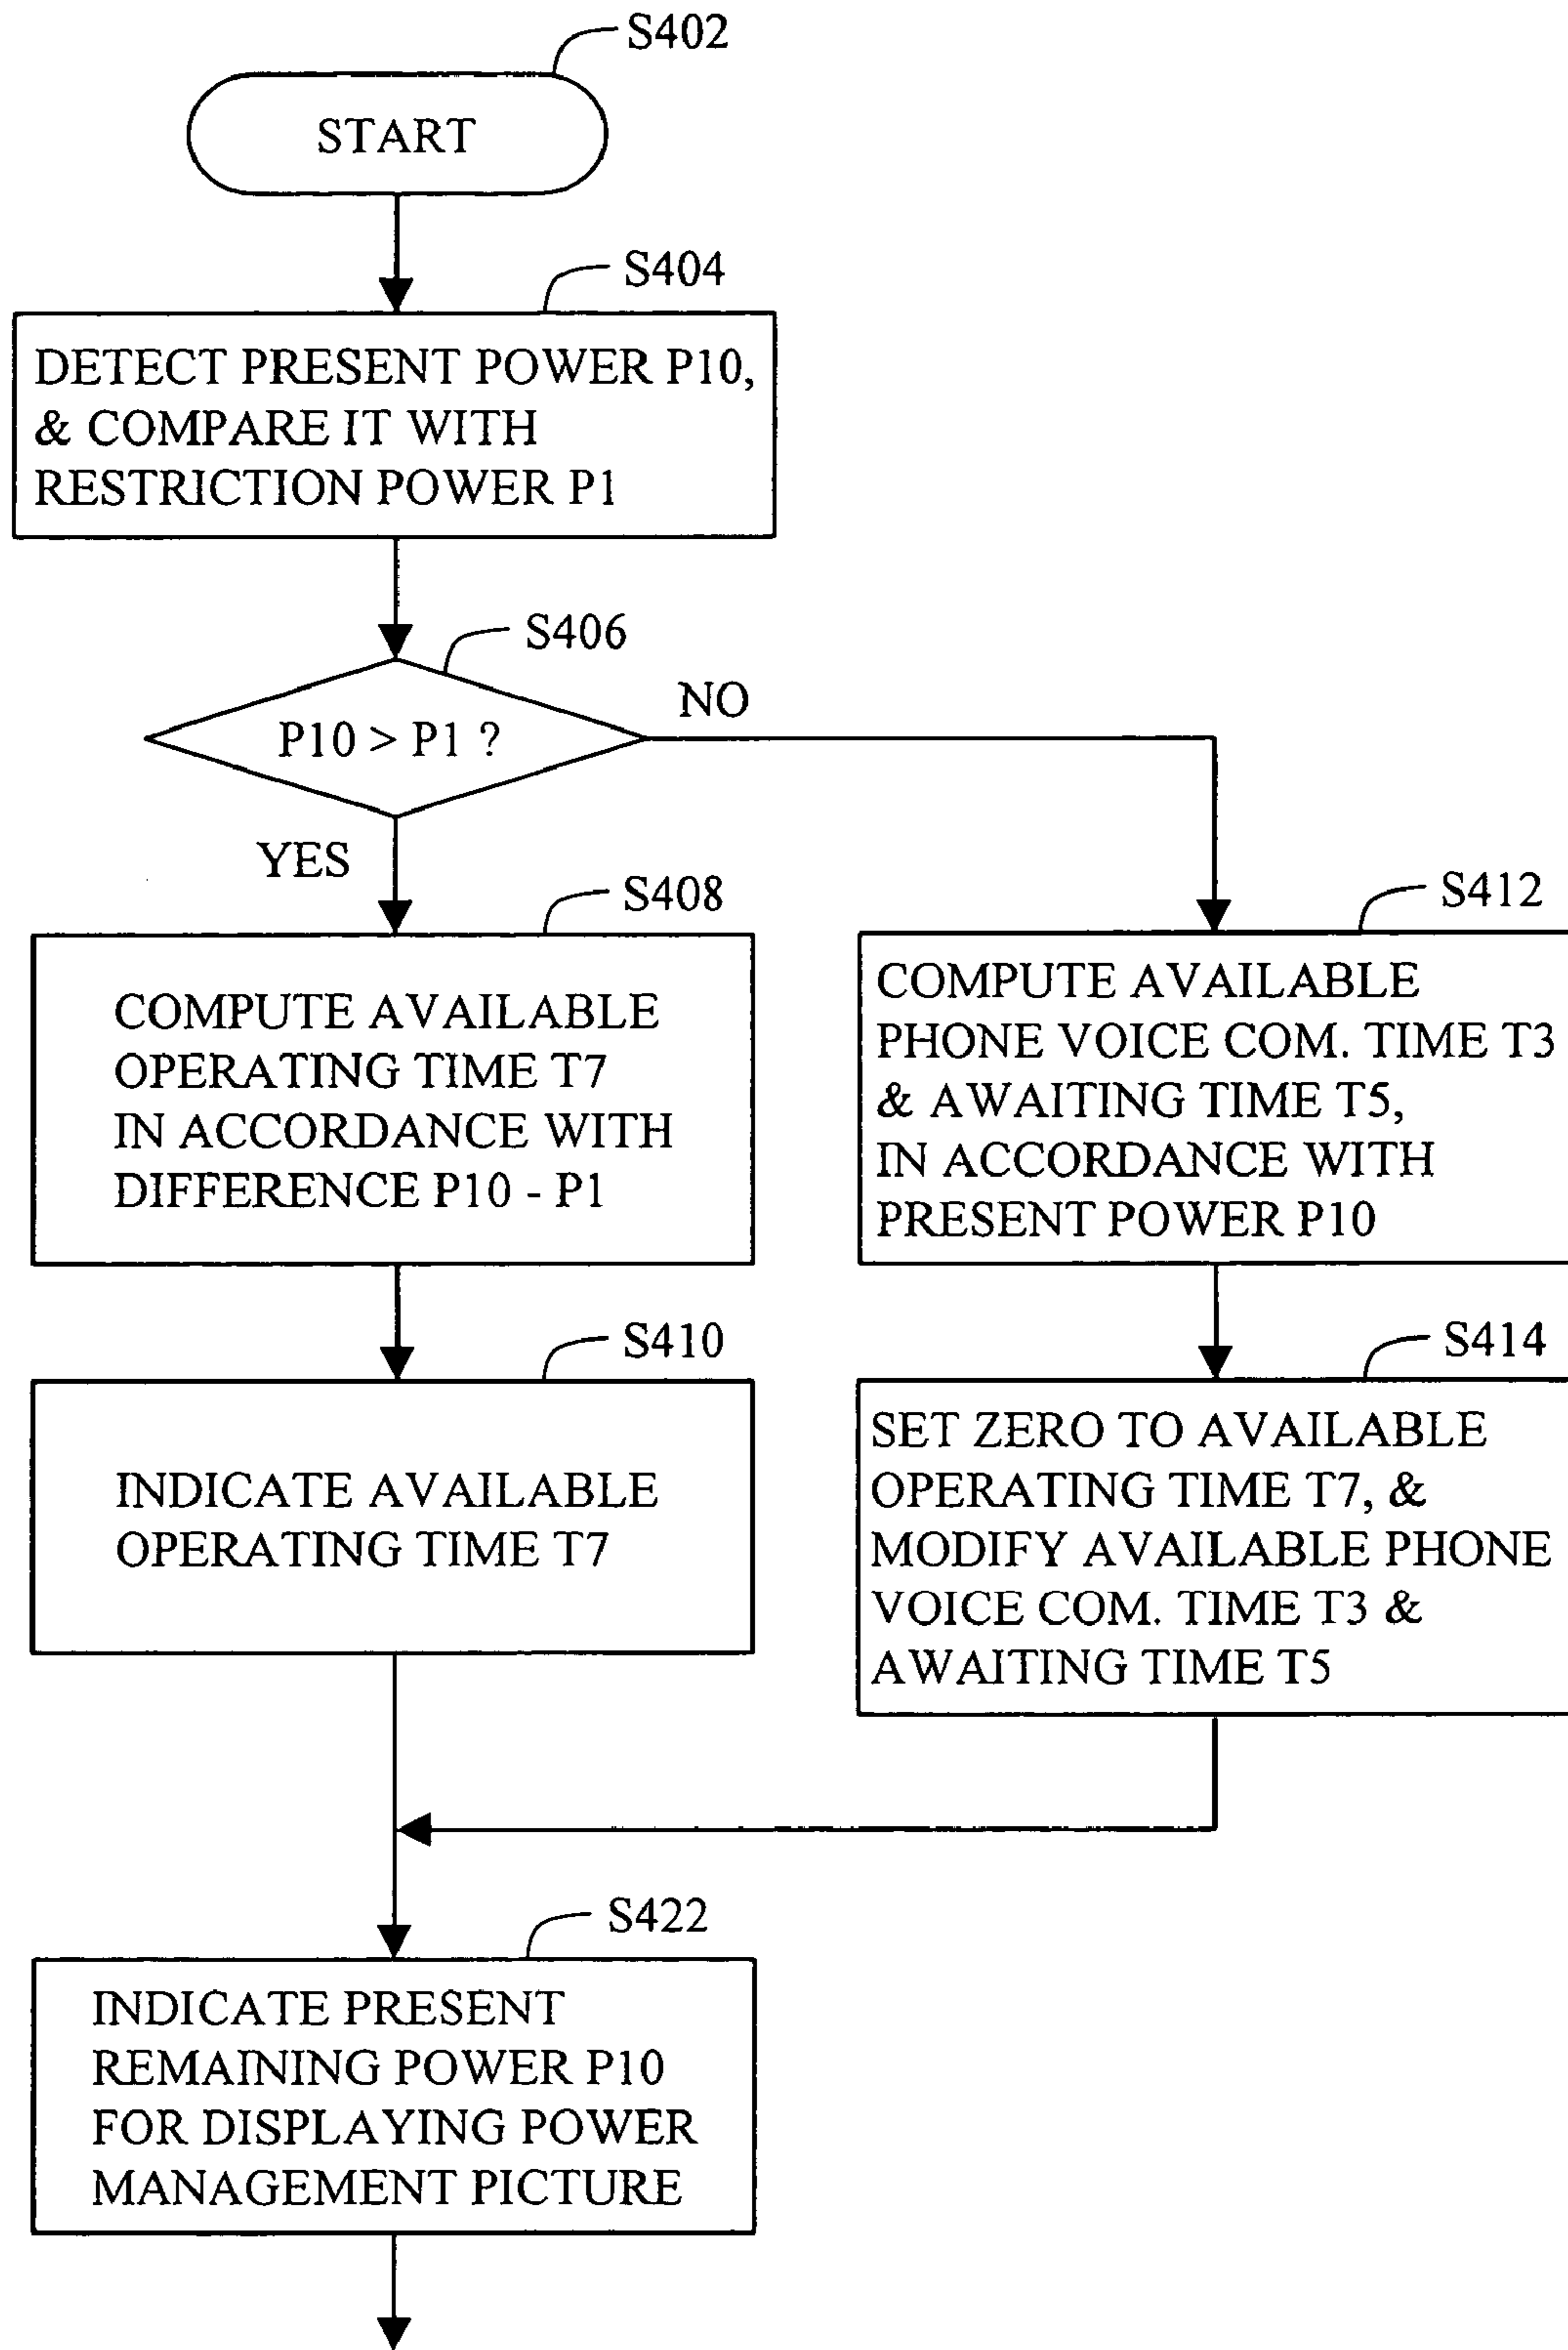 S402
START
S404
DETECT PRESENT POWER P10,
& COMPARE IT WITH
RESTRICTION POWER P1
S406
P10 > P1 ?
NO
YES
S408
COMPUTE AVAILABLE
OPERATING TIME T7
IN ACCORDANCE WITH
DIFFERENCE P10 - P1
S412
COMPUTE AVAILABLE
PHONE VOICE COM. TIME T3
& AWAITING TIME T5,
IN ACCORDANCE WITH
PRESENT POWER P10
S410
INDICATE AVAILABLE
OPERATING TIME T7
S414
SET ZERO TO AVAILABLE
OPERATING TIME T7, &
MODIFY AVAILABLE PHONE
VOICE COM. TIME T3 &
AWAITING TIME T5
S422
INDICATE PRESENT
REMAINING POWER P10
FOR DISPLAYING POWER
MANAGEMENT PICTURE